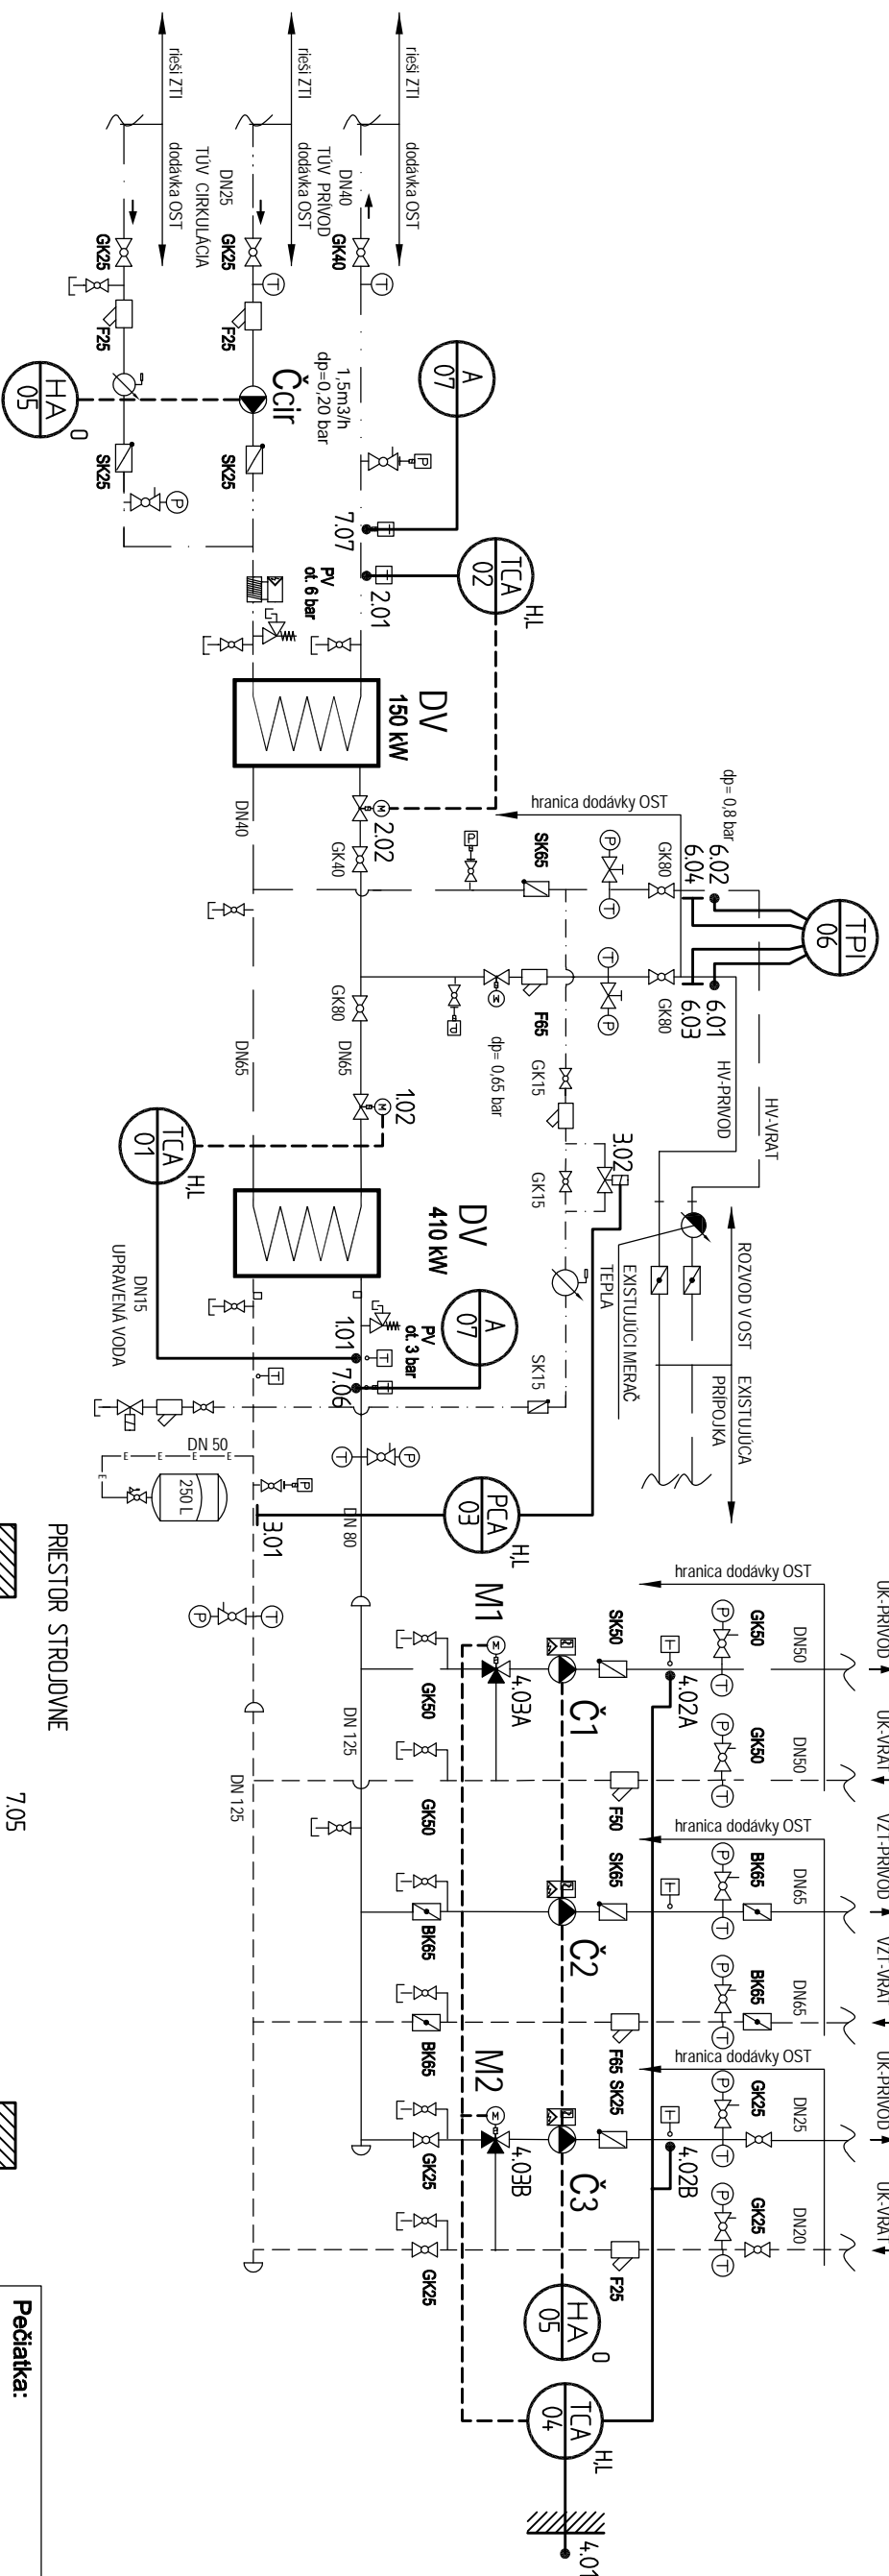 rieši ZTI
dodávka OST
rieši ZTI
dodávka OST
rieši ZTI
dodávka OST
TÚV CIRKULÁCIA
DN25
TÚV PRÍVOD
DN40
GK25
GK25
GK40
T
T
F25
F25
HA
05
0
Čcir
1,5m3/h
dp=0,20 bar
SK25
SK25
P
P
A
07
7.07
T
TCA
02
H,L
2.01
T
PV
ot. 6 bar
DV
150 kW
DN40
M
2.02
GK40
hranica dodávky OST
dp= 0,8 bar
SK65
P
P
T
GK80
6.04
6.02
TPI
06
6.03
6.01
GK80
T
P
F65
M
P
dp= 0,65 bar
GK80
DN65
DN65
M
1.02
TCA
01
H,L
GK15
GK15
3.02
HV-PRIVOD
HV-VRAT
EXISTUJÚCI MERAČ
TEPLA
ROZVOD V OST
EXISTUJÚCA
PRÍPOJKA
DV
410 kW
DN15
UPRAVENÁ VODA
PV
ot. 3 bar
1.01
T
7.06
T
T
A
07
SK15
DN 50
E
E
E
E
E
250 L
P
3.01
T
P
DN 80
PCA
03
H,L
P
T
hranica dodávky OST
M1
M
4.03A
Č1
R
SK50
T
4.02A
P
T
GK50
DN50
ÚK-PRÍVOD
GK50
DN 125
DN 125
F50
P
T
GK50
DN50
ÚK-VRAT
GK50
hranica dodávky OST
BK65
Č2
R
SK65
T
P
T
BK65
DN65
VZT-PRÍVOD
BK65
F65
P
T
BK65
DN65
VZT-VRAT
hranica dodávky OST
M2
M
4.03B
Č3
R
SK25
T
4.02B
P
T
GK25
DN25
ÚK-PRÍVOD
GK25
GK25
F25
P
T
GK25
DN20
ÚK-VRAT
HA
05
0
TCA
04
H,L
4.01
PRIESTOR STROJOVNE
7.05
Pečiatka: